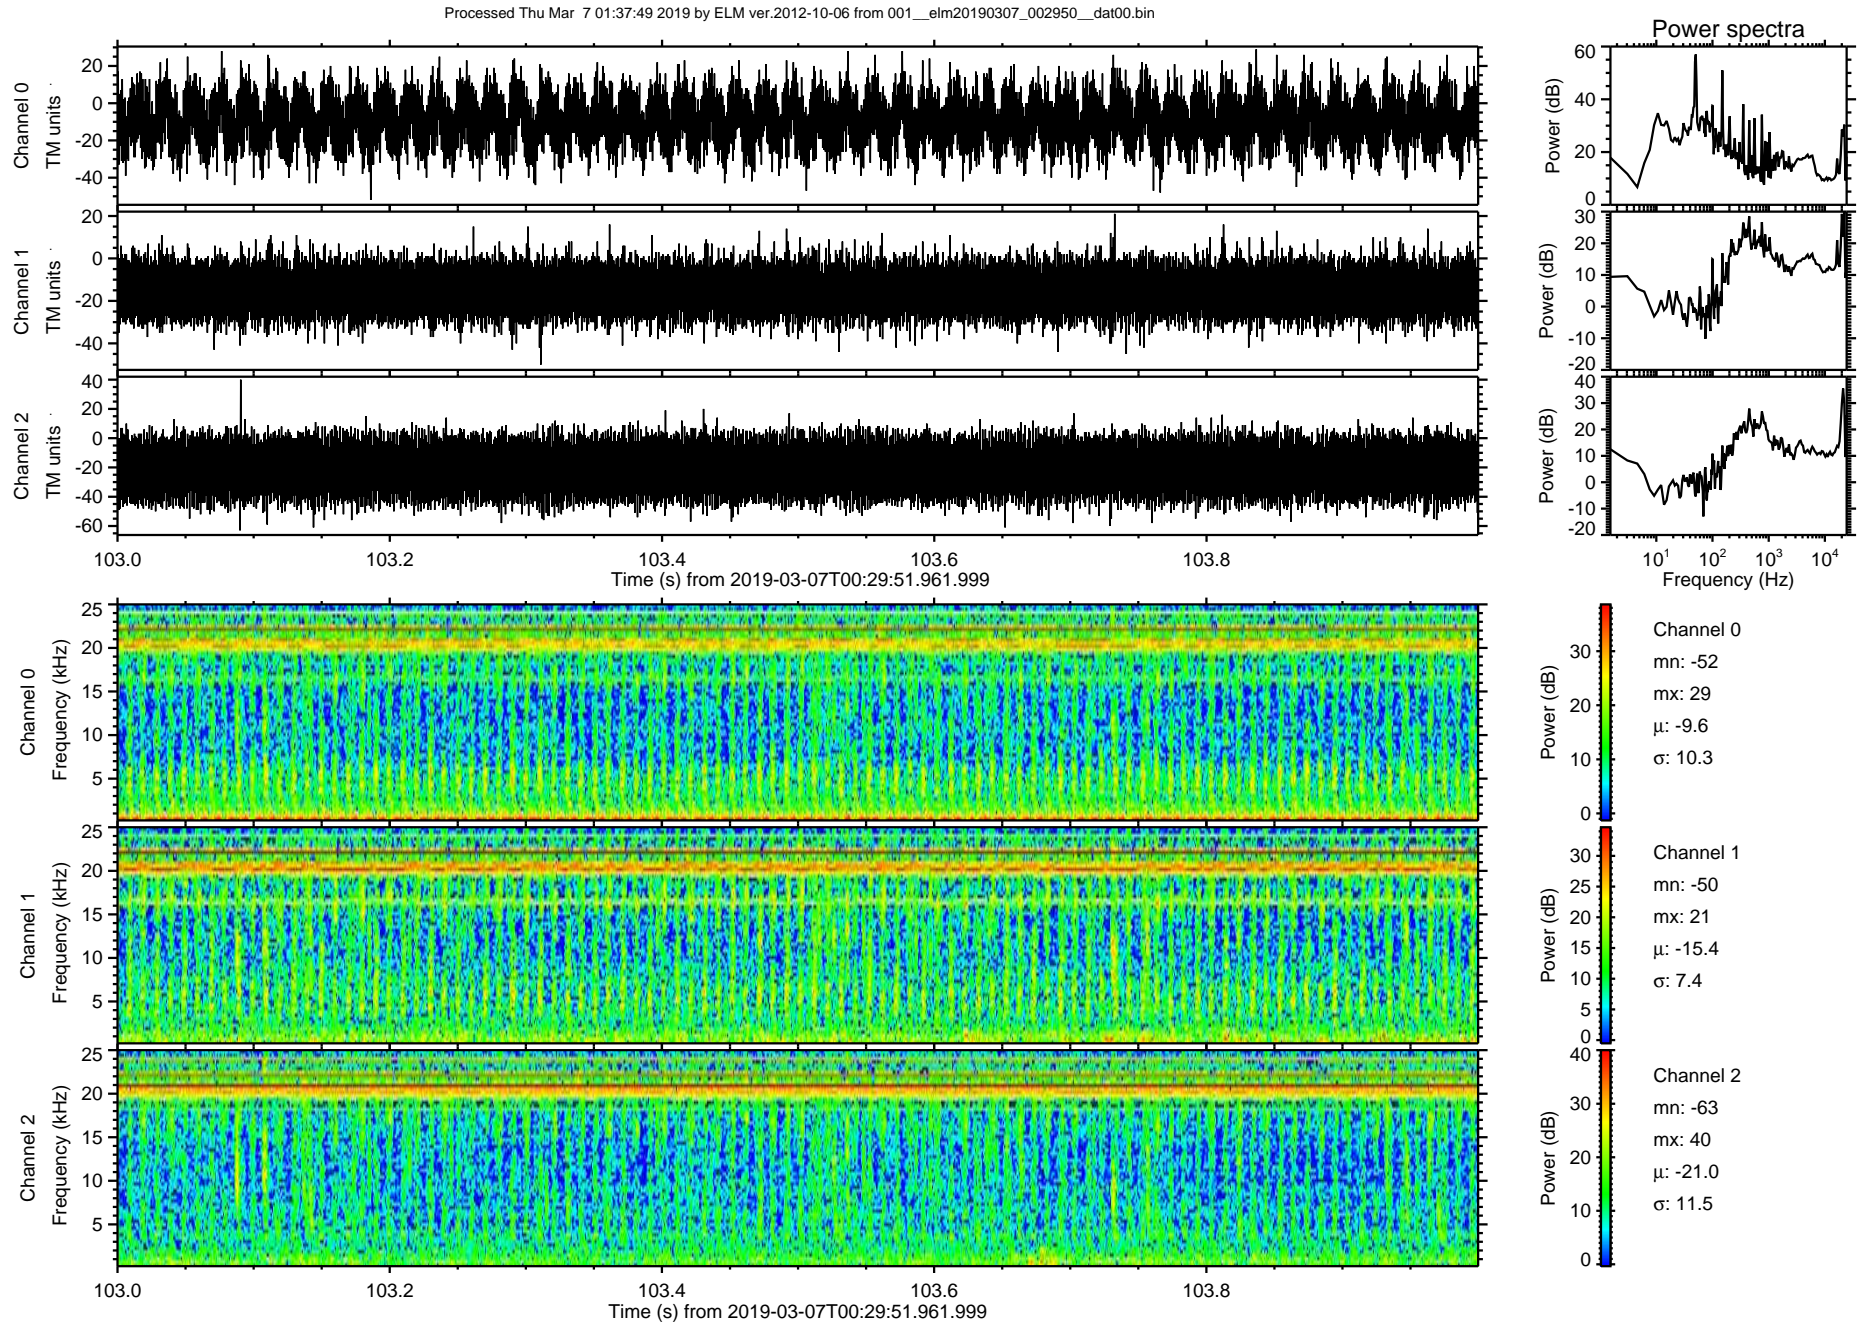 Processed Thu Mar  7 01:37:49 2019 by ELM ver.2012-10-06 from 001__elm20190307_002950__dat00.bin
Power spectra
Channel 0
TM units
20
0
-20
-40
Power (dB)
60
40
20
0
Channel 1
TM units
20
0
-20
-40
Power (dB)
30
20
10
0
-10
-20
Channel 2
TM units
40
20
0
-20
-40
-60
Power (dB)
40
30
20
10
0
-10
-20
103.0 103.2 103.4 103.6 103.8
Time (s) from 2019-03-07T00:29:51.961.999
10^1 10^2 10^3 10^4
Frequency (Hz)
Channel 0
Frequency (kHz)
25
20
15
10
5
Power (dB)
30
20
10
0
Channel 0
mn: -52
mx: 29
μ: -9.6
σ: 10.3
Channel 1
Frequency (kHz)
25
20
15
10
5
Power (dB)
30
25
20
15
10
5
0
Channel 1
mn: -50
mx: 21
μ: -15.4
σ: 7.4
Channel 2
Frequency (kHz)
25
20
15
10
5
Power (dB)
40
30
20
10
0
Channel 2
mn: -63
mx: 40
μ: -21.0
σ: 11.5
103.0 103.2 103.4 103.6 103.8
Time (s) from 2019-03-07T00:29:51.961.999